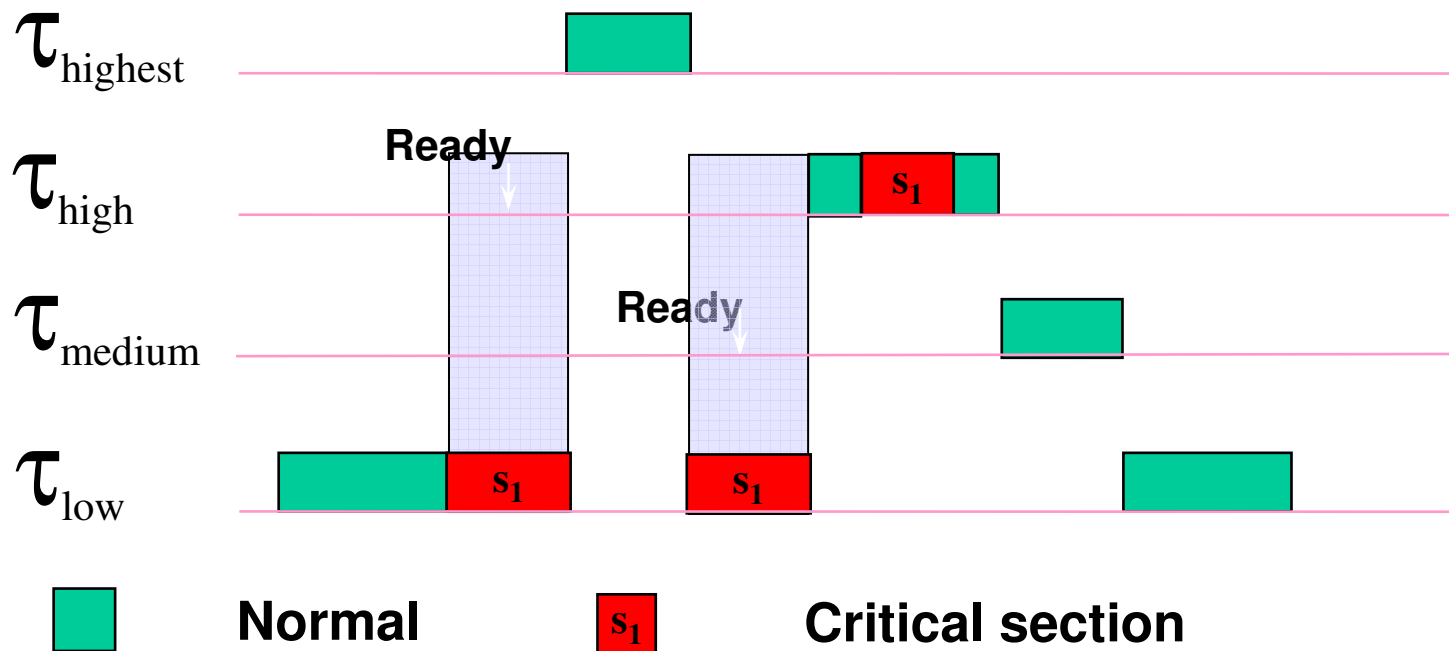 τhighest
Ready
τhigh
s1
Ready
τmedium
τlow
s1
s1
Normal
s1
Critical section